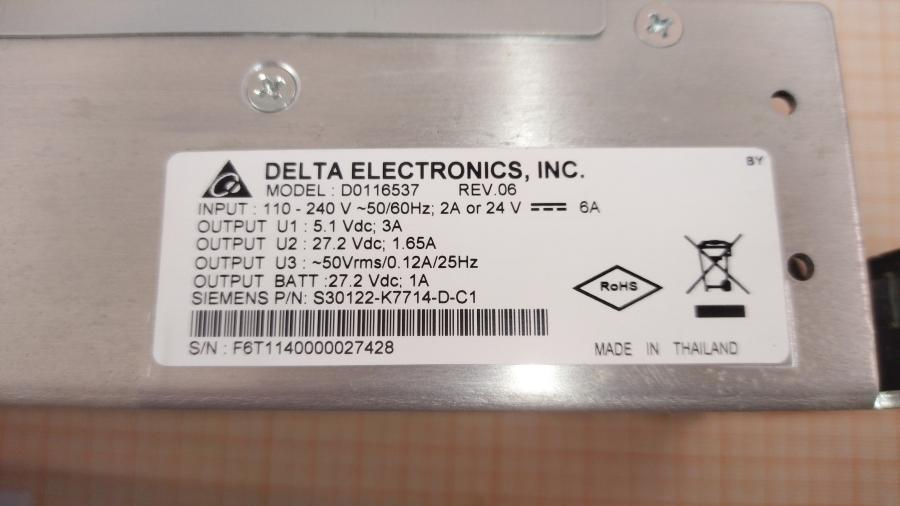 BY
DELTA ELECTRONICS, INC.
MODEL : D0116537 REV.06
INPUT : 110 - 240 V ~50/60Hz; 2A or 24 V 6A
OUTPUT U1 : 5.1 Vdc; 3A
OUTPUT U2 : 27.2 Vdc; 1.65A
OUTPUT U3 : ~50Vrms/0.12A/25Hz
OUTPUT BATT :27.2 Vdc; 1A
SIEMENS P/N: S30122-K7714-D-C1
RoHS
S/N : F6T1140000027428
MADE IN THAILAND